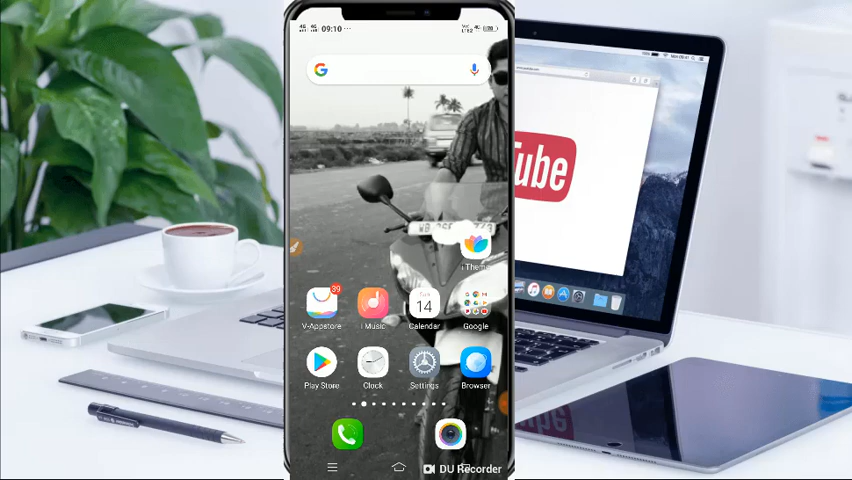 09:10
Tube
i Theme
39
V-Appstore
i Music
14
Calendar
Google
Play Store
Clock
Settings
Browser
DU Recorder